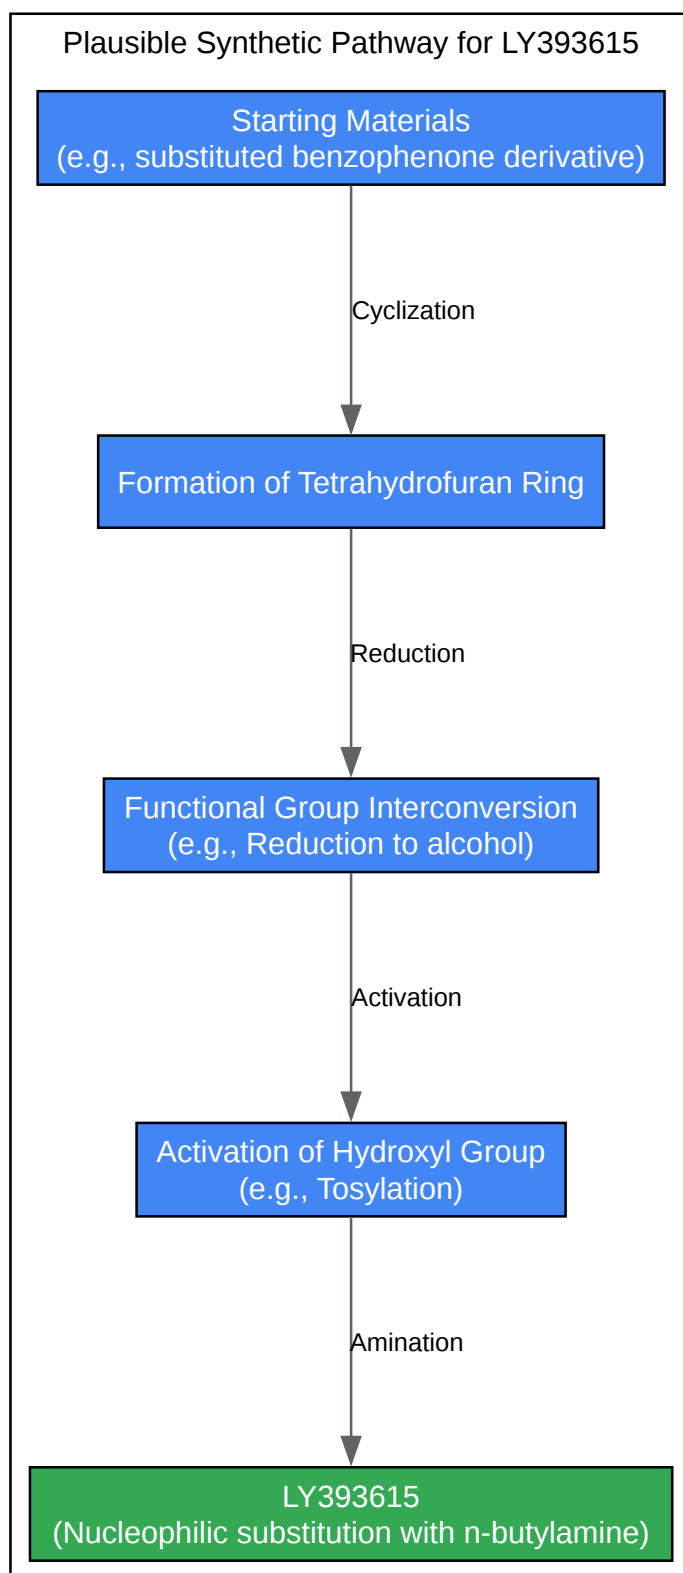 Plausible Synthetic Pathway for LY393615
Starting Materials
(e.g., substituted benzophenone derivative)
Cyclization
Formation of Tetrahydrofuran Ring
Reduction
Functional Group Interconversion
(e.g., Reduction to alcohol)
Activation
Activation of Hydroxyl Group
(e.g., Tosylation)
Amination
LY393615
(Nucleophilic substitution with n-butylamine)